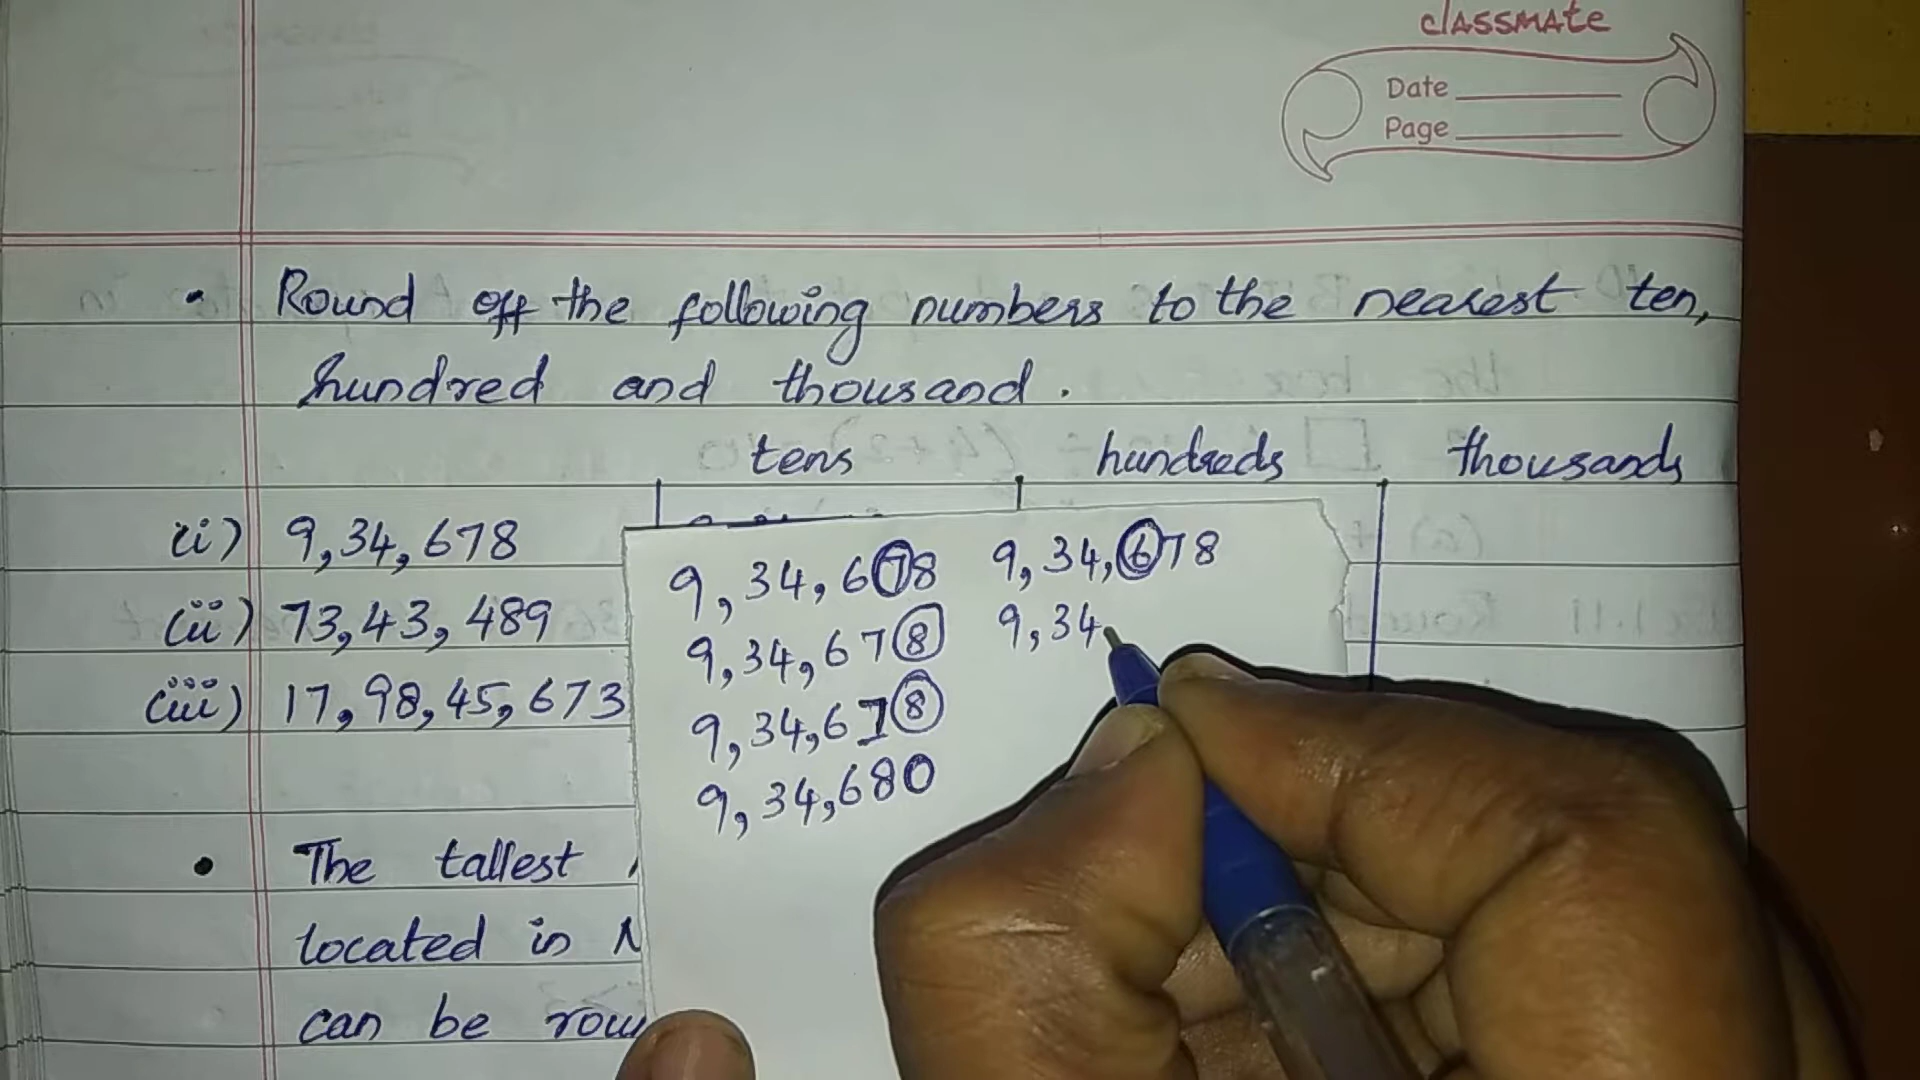 classmate
Date
Page
Round off the following numbers to the nearest ten,
hundred and thousand.
tens hundreds thousands
(i) 9,34,678
(ii) 73,43,489
(iii) 17,98,45,673
9,34,678
9,34,678
9,34,678
9,34,680
9,34,678
9,34
The tallest
located in
can be